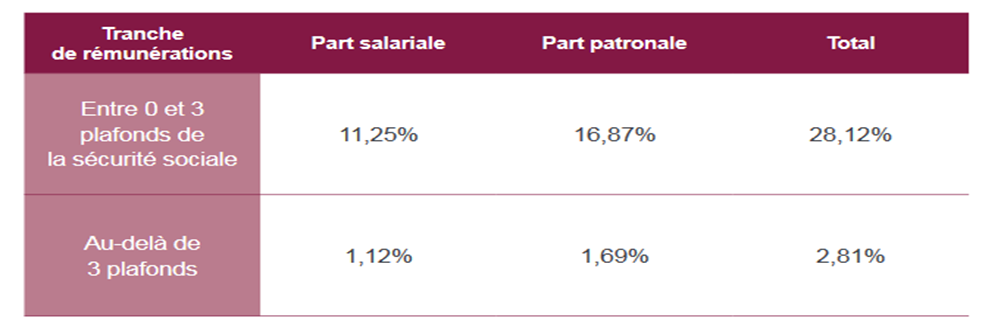 Tranche
de rémunérations
Part salariale
Part patronale
Total
Entre 0 et 3
plafonds de
la sécurité sociale
11,25%
16,87%
28,12%
Au-delà de
3 plafonds
1,12%
1,69%
2,81%